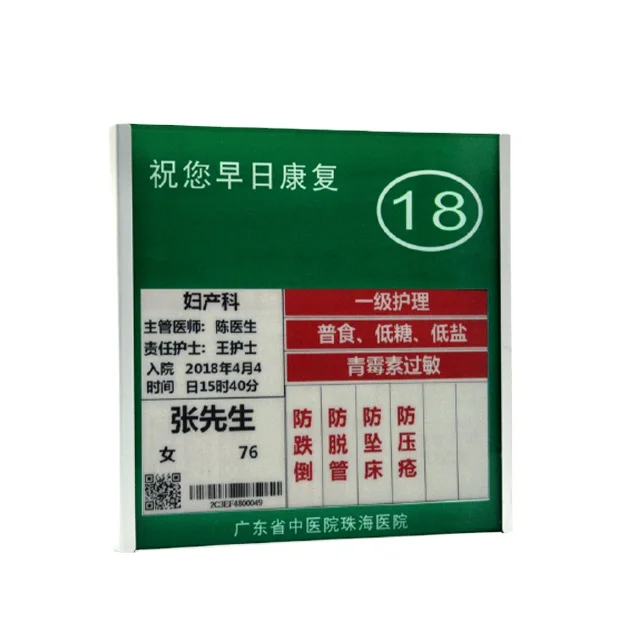 祝您早日康复
18
妇产科
主管医师: 陈医生
责任护士: 王护士
入院 2018年4月4
时间 日15时40分
一级护理
普食、低糖、低盐
青霉素过敏
张先生
女 76
2C3EF4800049
防跌倒
防脱管
防坠床
防压疮
广东省中医院珠海医院